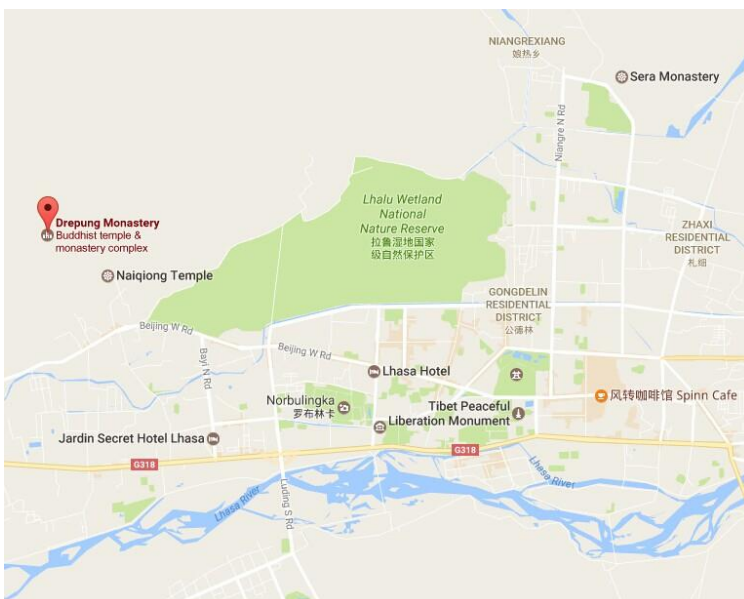 NIANGREXIANG
娘热乡
Sera Monastery
Niangre N Rd
Lhalu Wetland
National
Nature Reserve
拉鲁湿地国家
级自然保护区
Drepung Monastery
Buddhist temple &
monastery complex
ZHAXI
RESIDENTIAL
DISTRICT
札细
Naiqiong Temple
GONGDELIN
RESIDENTIAL
DISTRICT
公德林
Beijing W Rd
Bayi N Rd
Beijing W Rd
Lhasa Hotel
Norbulingka
罗布林卡
Tibet Peaceful
Liberation Monument
风转咖啡馆 Spinn Cafe
Jardin Secret Hotel Lhasa
G318
G318
Luding S Rd
Lhasa River
Lhasa River